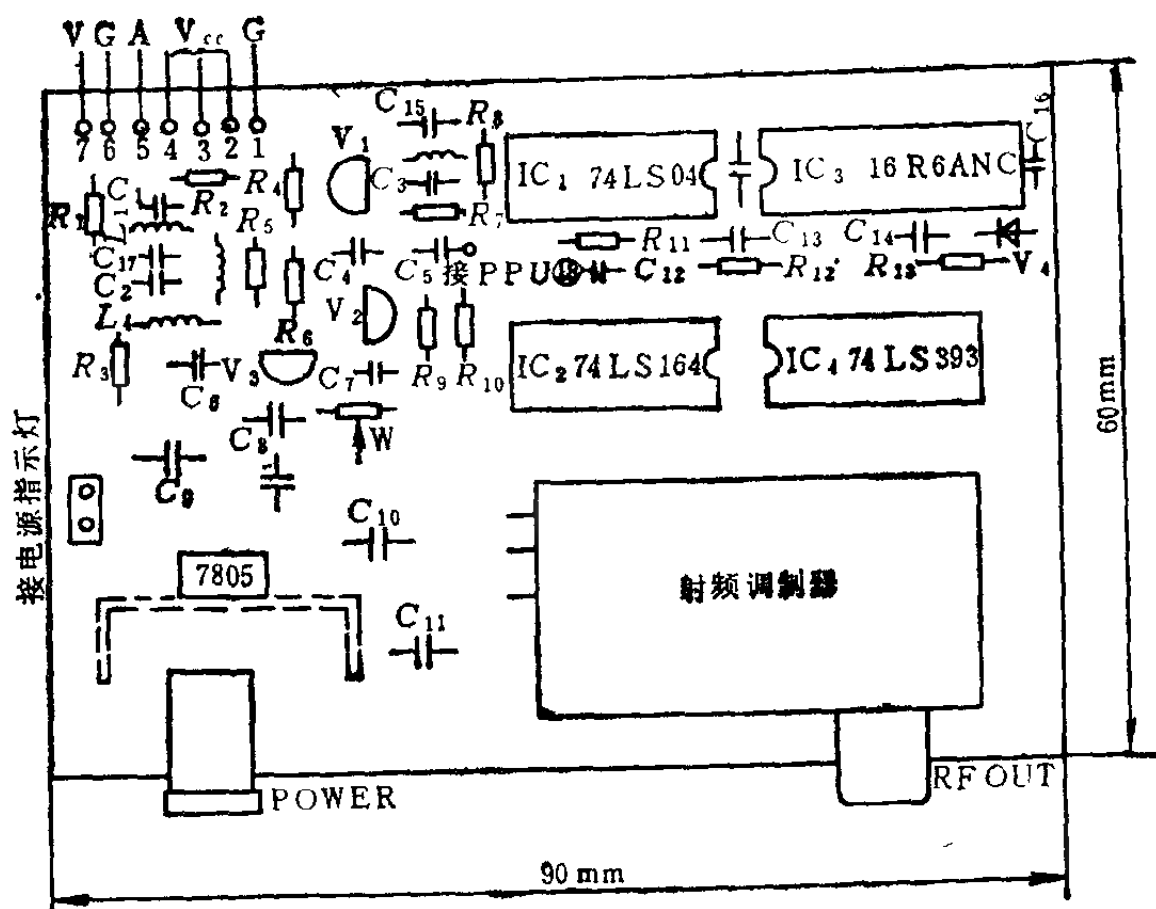 V G A Vcc G
7 6 5 4 3 2 1
C15 R8
V1
C16
IC1 74LS04
IC3 16R6ANC
C1 R2 R4 C3
R1 R5 R7
C17 C4 C5 R11 C13 C14
C2 接PPU⑱ C12 R12 R13 V4
L4 R6 V2
R3 C6 V3 C7 R9 R10
IC2 74LS164
IC4 74LS393
C8 W
C9
C10
接电源指示灯
7805
射频调制器
C11
60mm
POWER
RF OUT
90mm